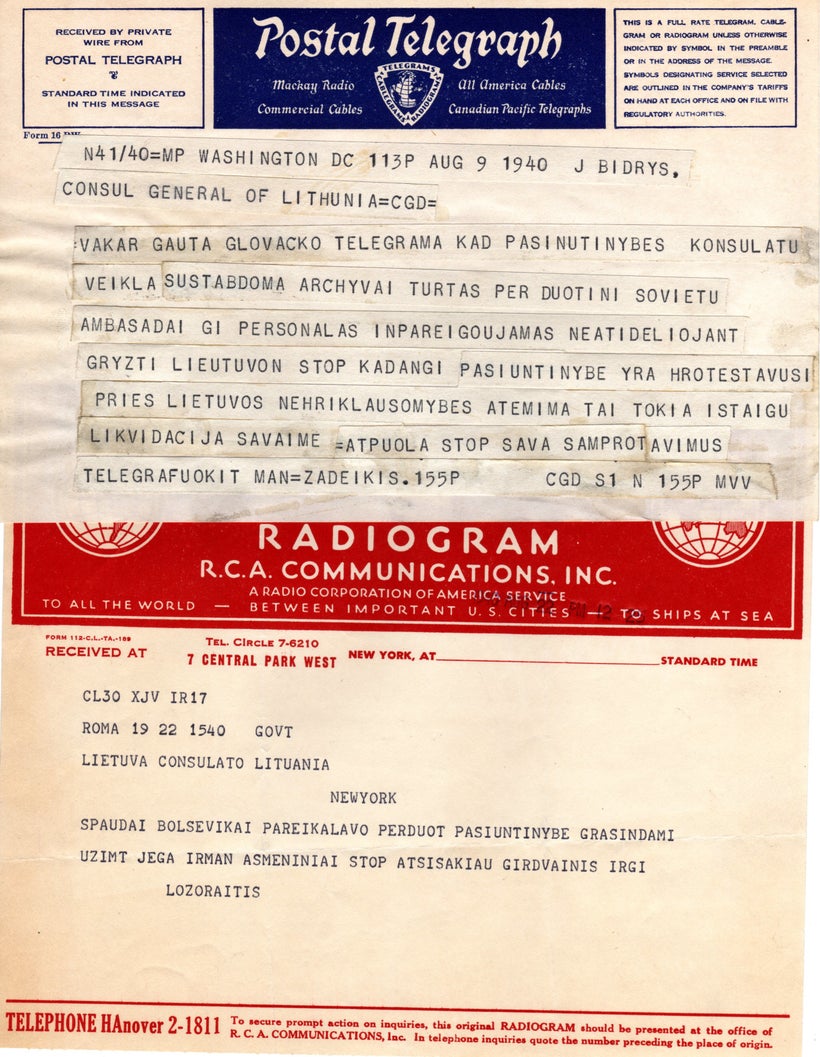 RECEIVED BY PRIVATE
WIRE FROM
POSTAL TELEGRAPH
STANDARD TIME INDICATED
IN THIS MESSAGE
Postal Telegraph
Mackay Radio
All America Cables
Commercial Cables
Canadian Pacific Telegraphs
TELEGRAMS
CABLEGRAMS
RADIOGRAMS
THIS IS A FULL RATE TELEGRAM, CABLE-
GRAM OR RADIOGRAM UNLESS OTHERWISE
INDICATED BY SYMBOL IN THE PREAMBLE
OR IN THE ADDRESS OF THE MESSAGE.
SYMBOLS DESIGNATING SERVICE SELECTED
ARE OUTLINED IN THE COMPANY'S TARIFFS
ON HAND AT EACH OFFICE AND ON FILE WITH
REGULATORY AUTHORITIES.
Form 16
N41/40=MP WASHINGTON DC 113P AUG 9 1940 J BIDRYS,
CONSUL GENERAL OF LITHUNIA=CGD=
=VAKAR GAUTA GLOVACKO TELEGRAMA KAD PASINUTINYBES KONSULATU
VEIKLA SUSTABDOMA ARCHYVAI TURTAS PER DUOTINI SOVIETU
AMBASADAI GI PERSONALAS INPAREIGOUJAMAS NEATIDELIOJANT
GRYZTI LIEUTUVON STOP KADANGI PASIUNTINYBE YRA HROTESTAVUSI
PRIES LIETUVOS NEHRIKLAUSOMYBES ATEMIMA TAI TOKIA ISTAIGU
LIKVIDACIJA SAVAIME =ATPUOLA STOP SAVA SAMPROTAVIMUS
TELEGRAFUOKIT MAN=ZADEIKIS.155P CGD S1 N 155P MVV
RADIOGRAM
R.C.A. COMMUNICATIONS, INC.
A RADIO CORPORATION OF AMERICA SERVICE
TO ALL THE WORLD — BETWEEN IMPORTANT U.S. CITIES — TO SHIPS AT SEA
FORM 112-C.L.-TA.-189
RECEIVED AT
TEL. CIRCLE 7-6210
7 CENTRAL PARK WEST
NEW YORK, AT STANDARD TIME
CL30 XJV IR17
ROMA 19 22 1540 GOVT
LIETUVA CONSULATO LITUANIA
NEWYORK
SPAUDAI BOLSEVIKAI PAREIKALAVO PERDUOT PASIUNTINYBE GRASINDAMI
UZIMT JEGA IRMAN ASMENINIAI STOP ATSISAKIAU GIRDVAINIS IRGI
LOZORAITIS
TELEPHONE HAnover 2-1811
To secure prompt action on inquiries, this original RADIOGRAM should be presented at the office of
R. C. A. COMMUNICATIONS, Inc. In telephone inquiries quote the number preceding the place of origin.